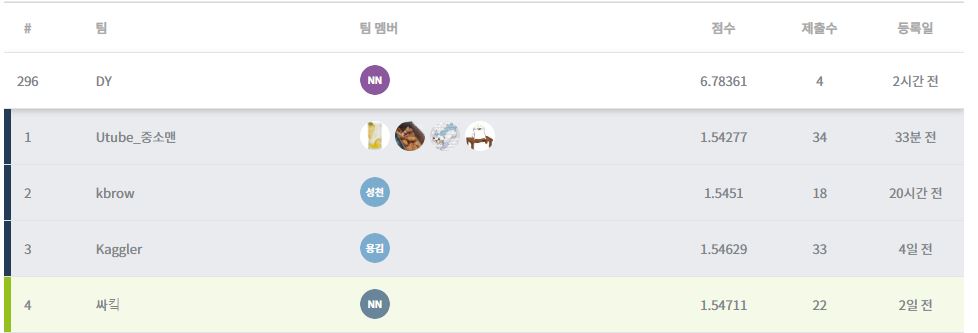 # 팀 팀 멤버 점수 제출수 등록일
296 DY NN 6.78361 4 2시간 전
1 Utube_중소맨 1.54277 34 33분 전
2 kbrow 성천 1.5451 18 20시간 전
3 Kaggler 용김 1.54629 33 4일 전
4 싸킼 NN 1.54711 22 2일 전